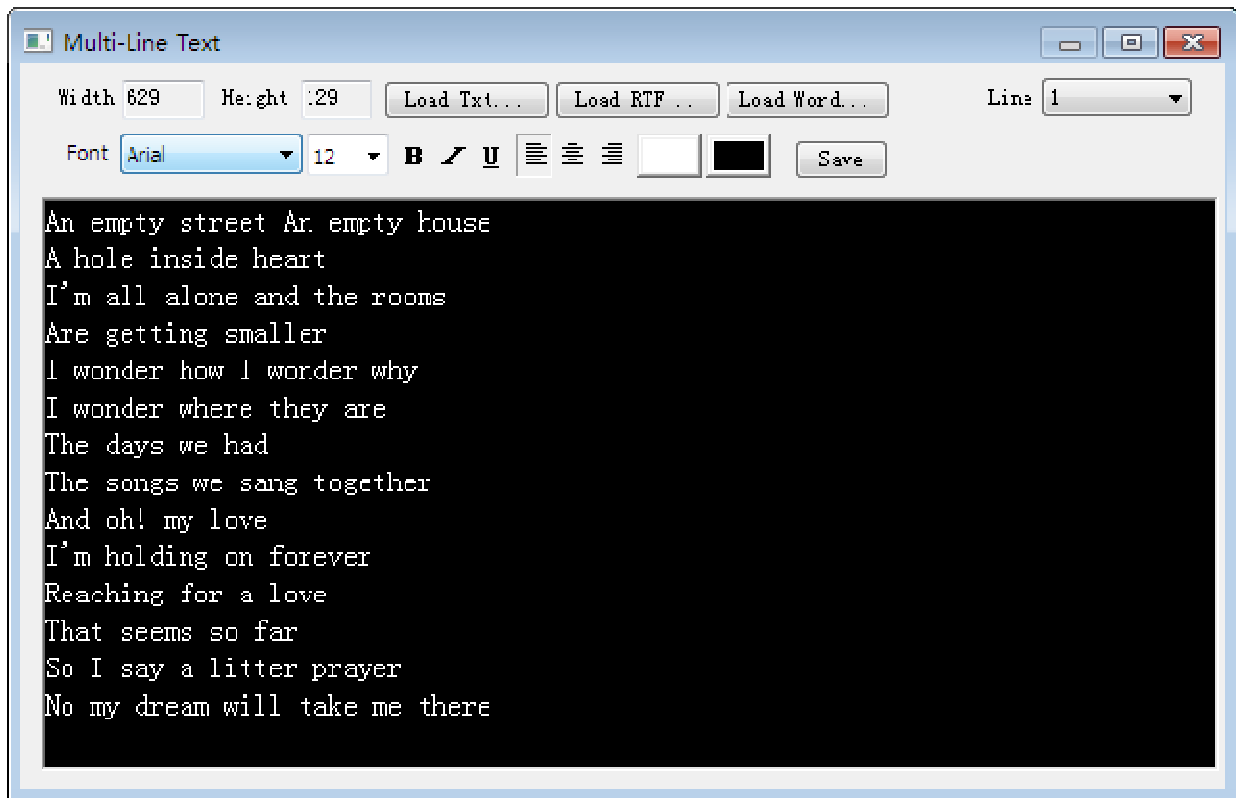 Multi-Line Text
Width 629 Height 129 Load Txt... Load RTF .. Load Word... Line 1
Font Arial 12 B I U Save
An empty street An empty house
A hole inside heart
I'm all alone and the rooms
Are getting smaller
I wonder how I wonder why
I wonder where they are
The days we had
The songs we sang together
And oh! my love
I'm holding on forever
Reaching for a love
That seems so far
So I say a litter prayer
No my dream will take me there